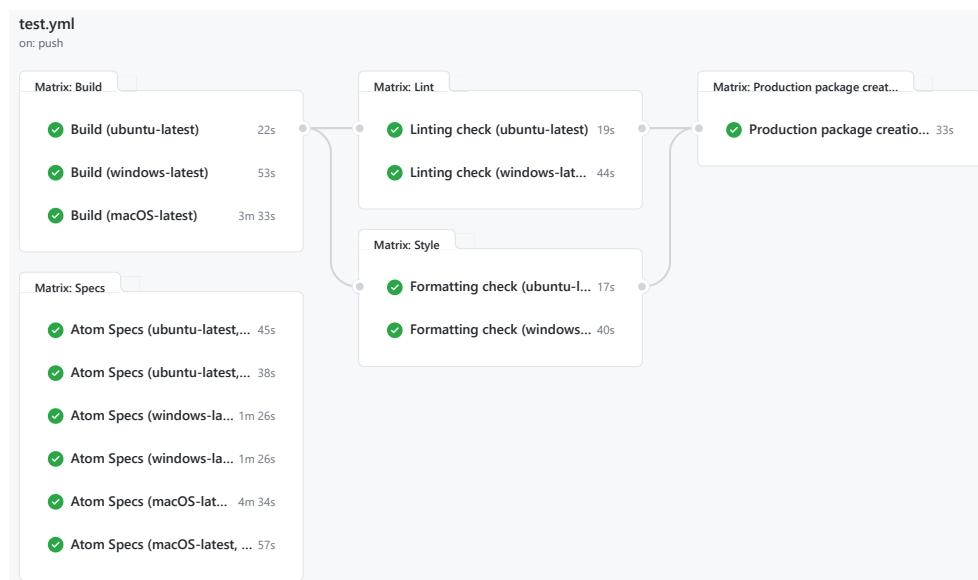 test.yml
on: push
Matrix: Build
Build (ubuntu-latest) 22s
Build (windows-latest) 53s
Build (macOS-latest) 3m 33s
Matrix: Specs
Atom Specs (ubuntu-latest,... 45s
Atom Specs (ubuntu-latest,... 38s
Atom Specs (windows-la... 1m 26s
Atom Specs (windows-la... 1m 26s
Atom Specs (macOS-lat... 4m 34s
Atom Specs (macOS-latest, ... 57s
Matrix: Lint
Linting check (ubuntu-latest) 19s
Linting check (windows-lat... 44s
Matrix: Style
Formatting check (ubuntu-l... 17s
Formatting check (windows... 40s
Matrix: Production package creat...
Production package creatio... 33s